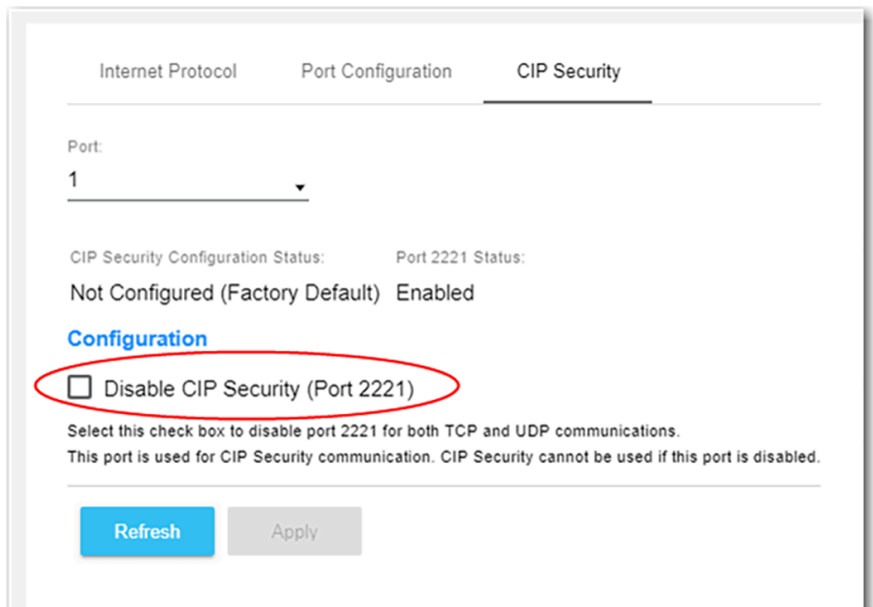 Internet Protocol Port Configuration CIP Security
Port:
1
CIP Security Configuration Status: Port 2221 Status:
Not Configured (Factory Default) Enabled
Configuration
Disable CIP Security (Port 2221)
Select this check box to disable port 2221 for both TCP and UDP communications.
This port is used for CIP Security communication. CIP Security cannot be used if this port is disabled.
Refresh Apply